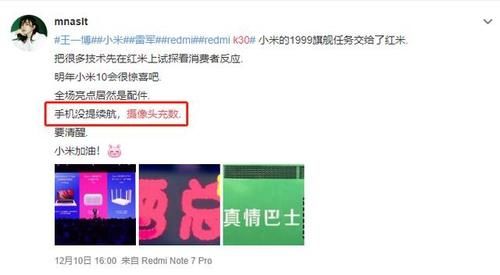 mnasit
#王一博##小米##雷军##redmi##redmi k30# 小米的1999旗舰任务交给了红米.
把很多技术先在红米上试探看消费者反应.
明年小米10会很惊喜吧.
全场亮点居然是配件.
手机没提续航，摄像头充数.
要清醒.
小米加油！
真情巴士
12月10日 16:00 来自 Redmi Note 7 Pro